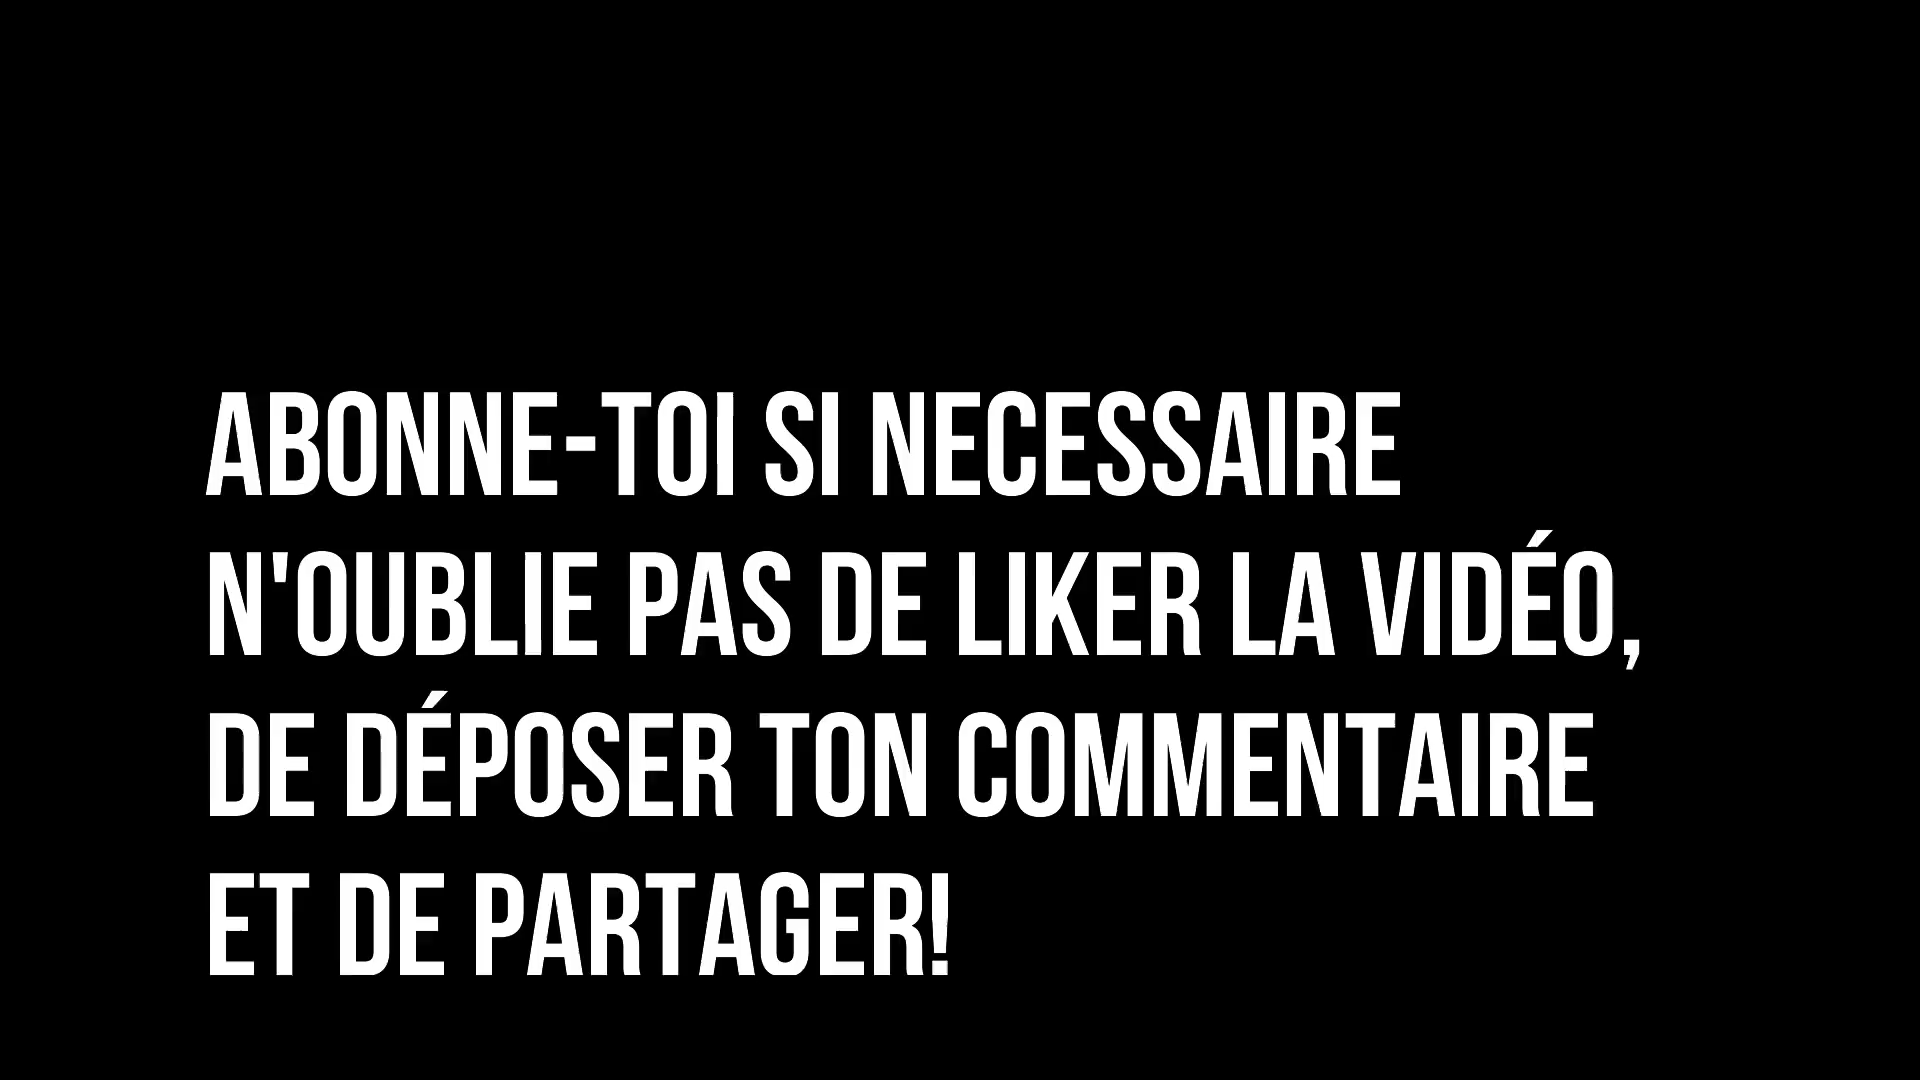 ABONNE-TOI SI NECESSAIRE
N'OUBLIE PAS DE LIKER LA VIDÉO,
DE DÉPOSER TON COMMENTAIRE
ET DE PARTAGER!